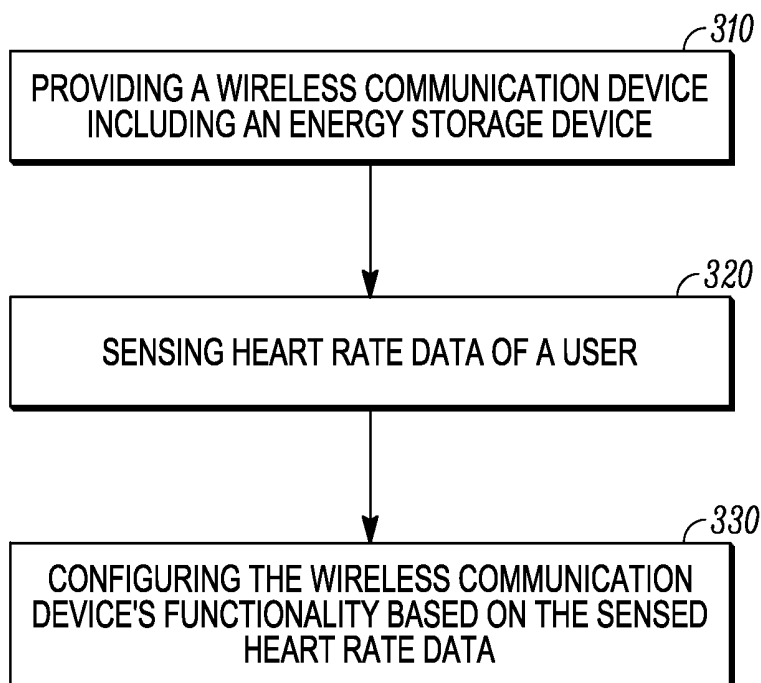 310
PROVIDING A WIRELESS COMMUNICATION DEVICE
INCLUDING AN ENERGY STORAGE DEVICE
320
SENSING HEART RATE DATA OF A USER
330
CONFIGURING THE WIRELESS COMMUNICATION
DEVICE'S FUNCTIONALITY BASED ON THE SENSED
HEART RATE DATA